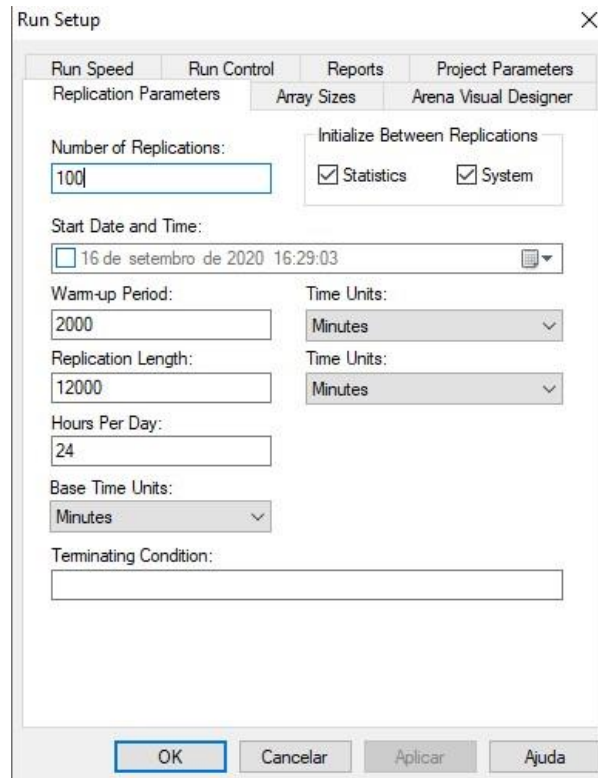 Run Setup
Run Speed Run Control Reports Project Parameters
Replication Parameters Array Sizes Arena Visual Designer
Number of Replications:
Initialize Between Replications
100
Statistics System
Start Date and Time:
16 de setembro de 2020 16:29:03
Warm-up Period: Time Units:
2000 Minutes
Replication Length: Time Units:
12000 Minutes
Hours Per Day:
24
Base Time Units:
Minutes
Terminating Condition:
OK Cancelar Aplicar Ajuda